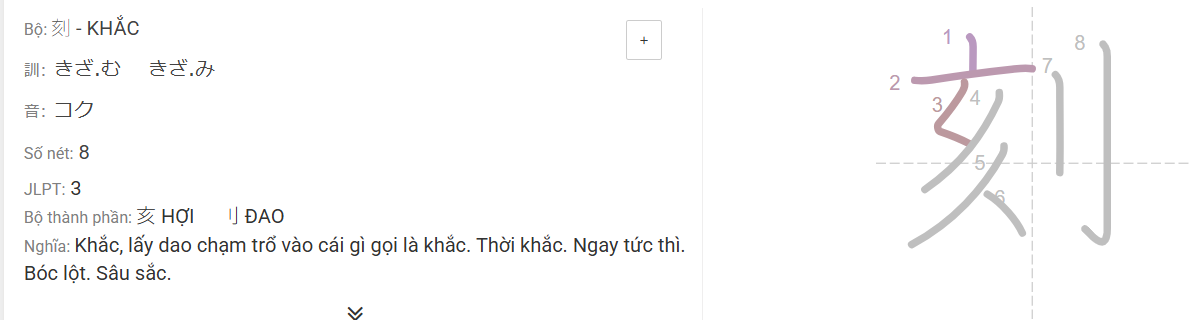 Bộ: 刻 - KHẮC
+
訓: きざ.む きざ.み
音: コク
Số nét: 8
JLPT: 3
Bộ thành phần: 亥 HỢI 刂 ĐAO
Nghĩa: Khắc, lấy dao chạm trổ vào cái gì gọi là khắc. Thời khắc. Ngay tức thì.
Bóc lột. Sâu sắc.
刻
1
2
3
4
5
6
7
8